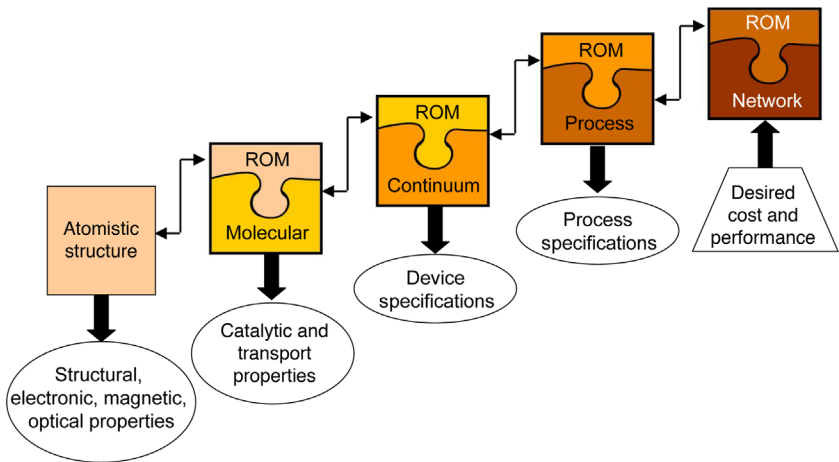 Atomistic
structure
Structural,
electronic, magnetic,
optical properties
ROM
Molecular
Catalytic and
transport
properties
ROM
Continuum
Device
specifications
ROM
Process
Process
specifications
ROM
Network
Desired
cost and
performance